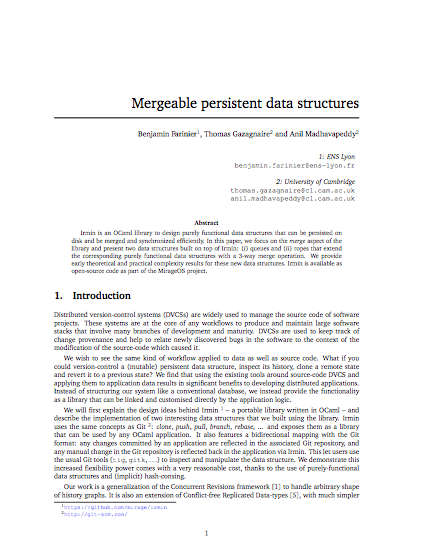 Mergeable persistent data structures
Benjamin Farinier1, Thomas Gazagnaire2 and Anil Madhavapeddy2
1: ENS Lyon
benjamin.farinier@ens-lyon.fr
2: University of Cambridge
thomas.gazagnaire@cl.cam.ac.uk
anil.madhavapeddy@cl.cam.ac.uk
Abstract
Irmin is an OCaml library to design purely functional data structures that can be persisted on
disk and be merged and synchronized efficiently. In this paper, we focus on the merge aspect of the
library and present two data structures built on top of Irmin: (i) queues and (ii) ropes that extend
the corresponding purely functional data structures with a 3-way merge operation. We provide
early theoretical and practical complexity results for these new data structures. Irmin is available as
open-source code as part of the MirageOS project.
1. Introduction
Distributed version-control systems (DVCSs) are widely used to manage the source code of software
projects. These systems are at the core of any workflows to produce and maintain large software
stacks that involve many branches of development and maturity. DVCSs are used to keep track of
change provenance and help to relate newly discovered bugs in the software to the context of the
modification of the source-code which caused it.
We wish to see the same kind of workflow applied to data as well as source code. What if you
could version-control a (mutable) persistent data structure, inspect its history, clone a remote state
and revert it to a previous state? We find that using the existing tools around source-code DVCS and
applying them to application data results in significant benefits to developing distributed applications.
Instead of structuring our system like a conventional database, we instead provide the functionality
as a library that can be linked and customised directly by the application logic.
We will first explain the design ideas behind Irmin 1 – a portable library written in OCaml – and
describe the implementation of two interesting data structures that we built using the library. Irmin
uses the same concepts as Git 2: clone, push, pull, branch, rebase, ... and exposes them as a library
that can be used by any OCaml application. It also features a bidirectional mapping with the Git
format: any changes committed by an application are reflected in the associated Git repository, and
any manual change in the Git repository is reflected back in the application via Irmin. This let users use
the usual Git tools (tig, gitk, ...) to inspect and manipulate the data structures. We demonstrate this
increased flexibility power comes with a very reasonable cost, thanks to the use of purely-functional
data structures and (implicit) hash-consing.
Our work is a generalization of the Concurrent Revisions framework [1] to handle arbitrary shape
of history graphs. It is also an extension of Conflict-free Replicated Data-types [5], with much simpler
1https://github.com/mirage/irmin
2http://git-scm.com/
1